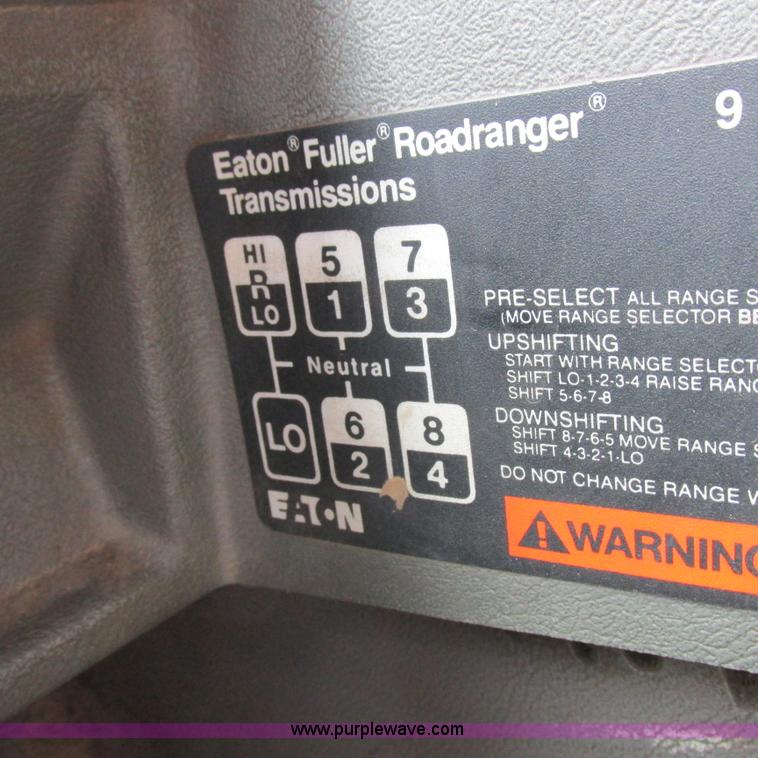 Eaton® Fuller® Roadranger®
Transmissions
9
HI 5 7
R
LO 1 3
Neutral
LO 6 8
2 4
EATON
PRE-SELECT ALL RANGE S
(MOVE RANGE SELECTOR BE
UPSHIFTING
START WITH RANGE SELECTO
SHIFT LO-1-2-3-4 RAISE RANG
SHIFT 5-6-7-8
DOWNSHIFTING
SHIFT 8-7-6-5 MOVE RANGE S
SHIFT 4-3-2-1-LO
DO NOT CHANGE RANGE W
WARNING
www.purplewave.com